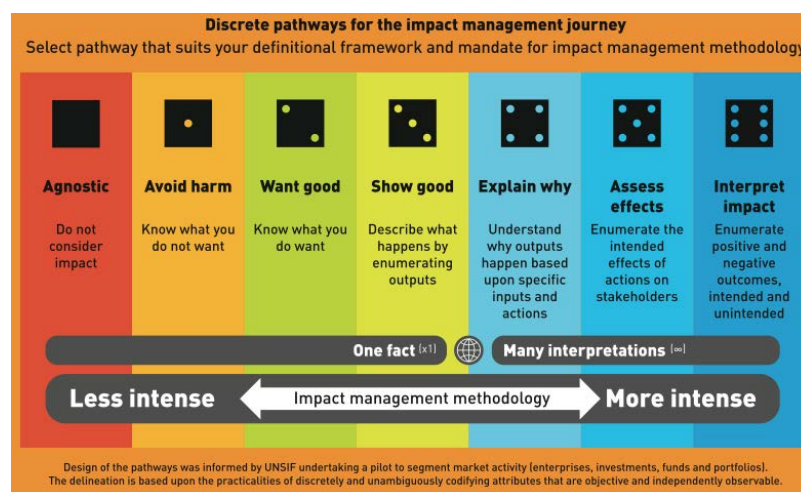 Discrete pathways for the impact management journey
Select pathway that suits your definitional framework and mandate for impact management methodology
Agnostic
Do not
consider
impact
Avoid harm
Know what you
do not want
Want good
Know what you
do want
Show good
Describe what
happens by
enumerating
outputs
Explain why
Understand
why outputs
happen based
upon specific
inputs and
actions
Assess
effects
Enumerate the
intended
effects of
actions on
stakeholders
Interpret
impact
Enumerate
positive and
negative
outcomes,
intended and
unintended
One fact (x1)
Many interpretations (∞)
Less intense
Impact management methodology
More intense
Design of the pathways was informed by UNSIF undertaking a pilot to segment market activity (enterprises, investments, funds and portfolios).
The delineation is based upon the practicalities of discretely and unambiguously codifying attributes that are objective and independently observable.